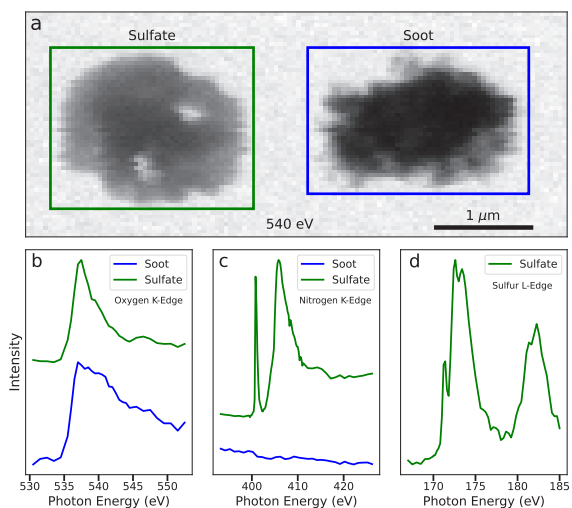 a
Sulfate
Soot
540 eV
1 μm
b
Soot
Sulfate
Oxygen K-Edge
c
Soot
Sulfate
Nitrogen K-Edge
d
Sulfate
Sulfur L-Edge
Intensity
530 535 540 545 550
400 410 420
170 175 180 185
Photon Energy (eV)
Photon Energy (eV)
Photon Energy (eV)